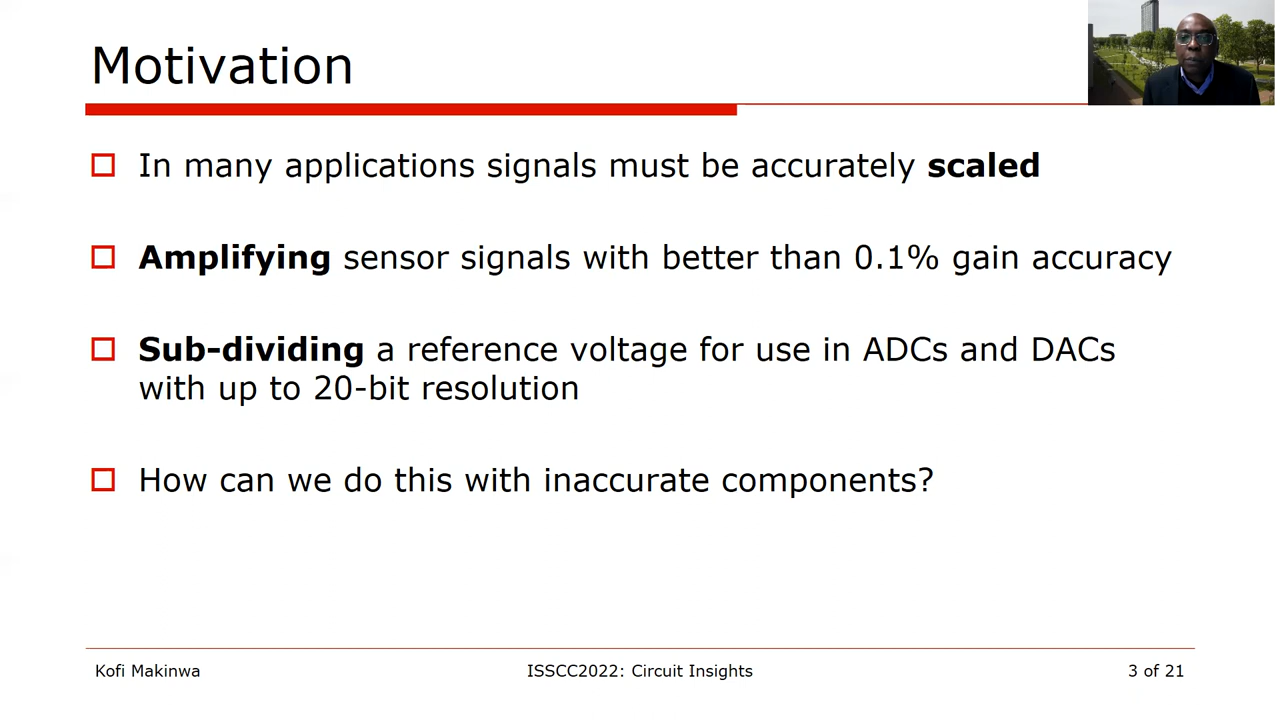 Motivation
In many applications signals must be accurately scaled
Amplifying sensor signals with better than 0.1% gain accuracy
Sub-dividing a reference voltage for use in ADCs and DACs
with up to 20-bit resolution
How can we do this with inaccurate components?
Kofi Makinwa
ISSCC2022: Circuit Insights
3 of 21